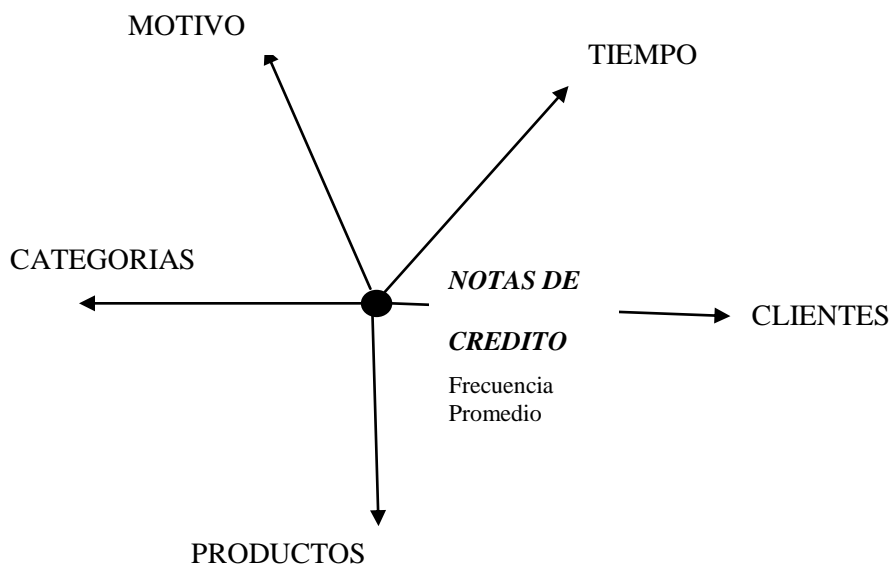 MOTIVO
TIEMPO
CATEGORIAS
NOTAS DE
CREDITO
Frecuencia
Promedio
CLIENTES
PRODUCTOS